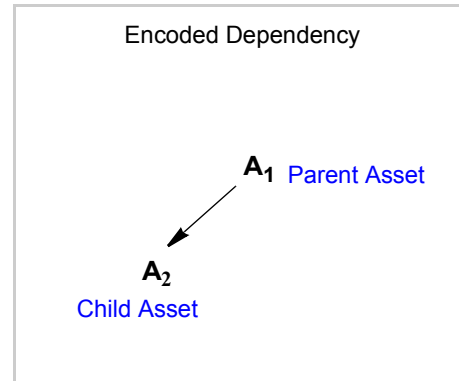 Encoded Dependency
A₁ Parent Asset
A₂
Child Asset